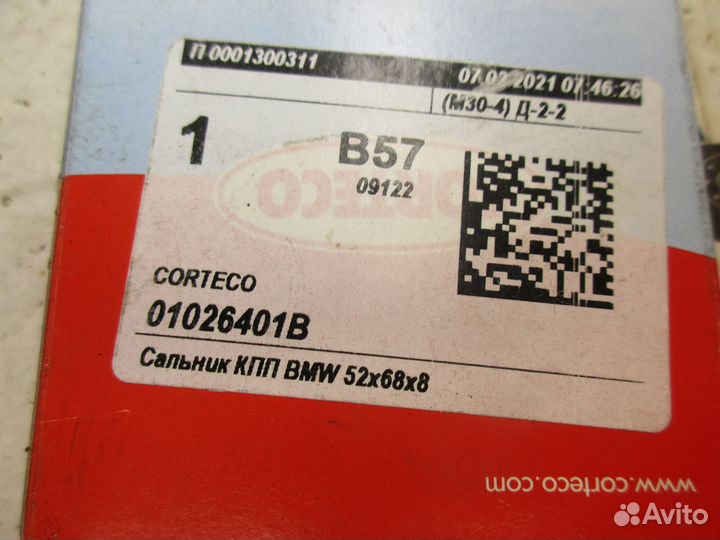 П 0001300311
07.02.2021 07:46:26
(М30-4) Д-2-2
1
B57
09122
CORTECO
CORTECO
01026401B
Сальник КПП BMW 52x68x8
www.corteco.com
Avito